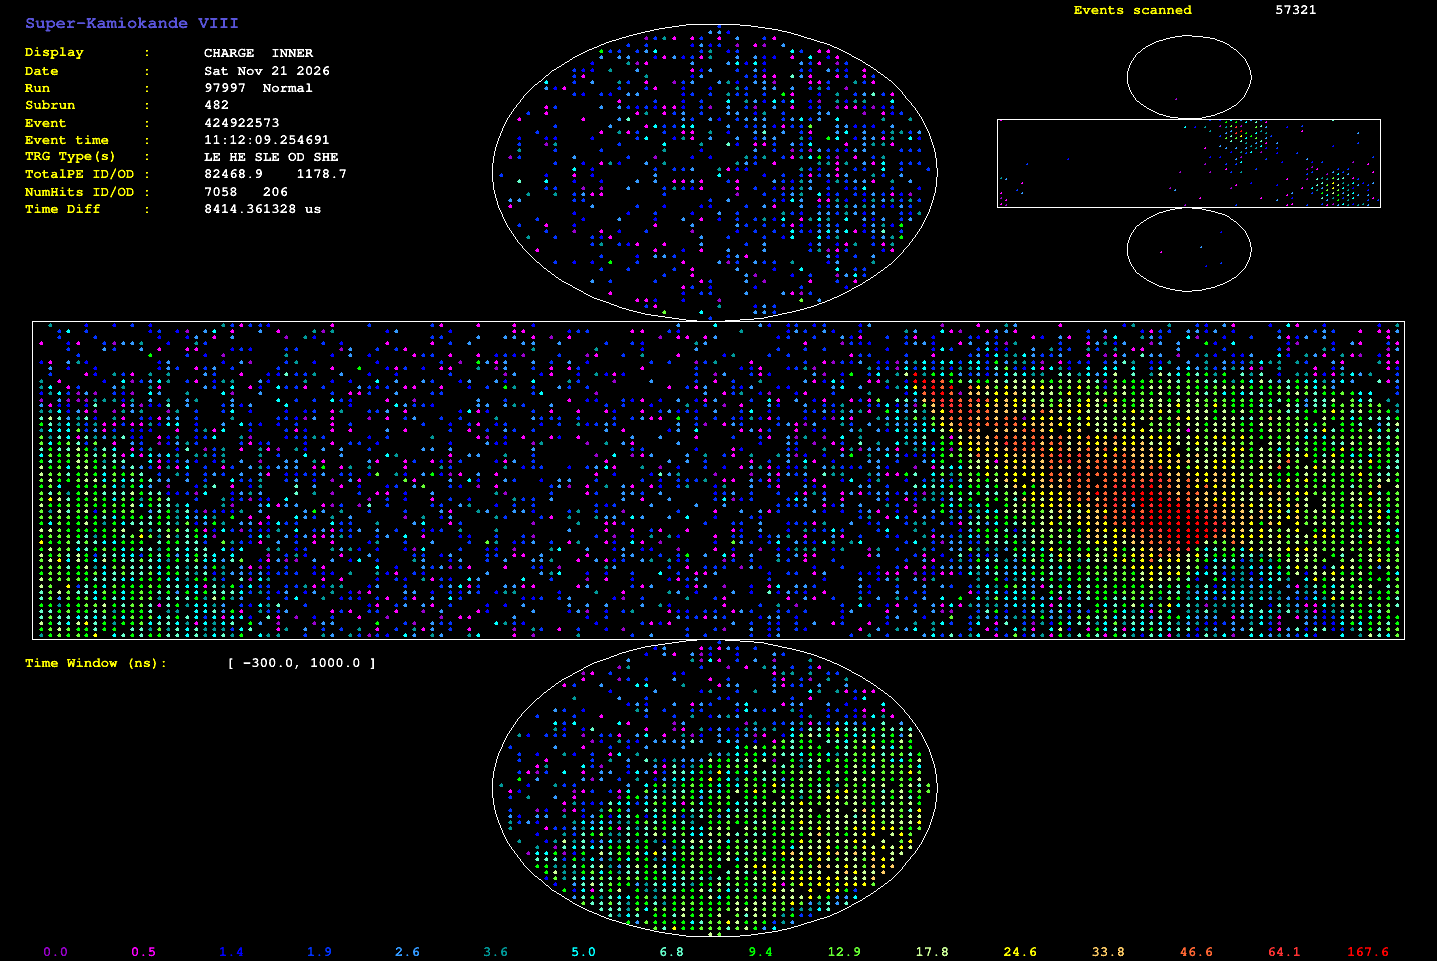 Super-Kamiokande VIII
Events scanned 57321
Display : CHARGE INNER
Date : Sat Nov 21 2026
Run : 97997 Normal
Subrun : 482
Event : 424922573
Event time : 11:12:09.254691
TRG Type(s) : LE HE SLE OD SHE
TotalPE ID/OD : 82468.9 1178.7
NumHits ID/OD : 7058 206
Time Diff : 8414.361328 us
Time Window (ns): [ -300.0, 1000.0 ]
0.0 0.5 1.4 1.9 2.6 3.6 5.0 6.8 9.4 12.9 17.8 24.6 33.8 46.6 64.1 167.6